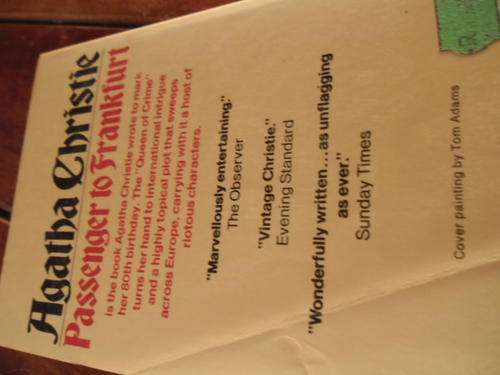 Agatha Christie
Passenger to Frankfurt
is the book Agatha Christie wrote to mark
her 80th birthday. The "Queen of Crime"
turns her hand to international intrigue
and a highly topical plot that sweeps
across Europe, carrying with it a host of
riotous characters.
"Marvellously entertaining."
The Observer
"Vintage Christie."
Evening Standard
"Wonderfully written...as unflagging
as ever."
Sunday Times
Cover painting by Tom Adams